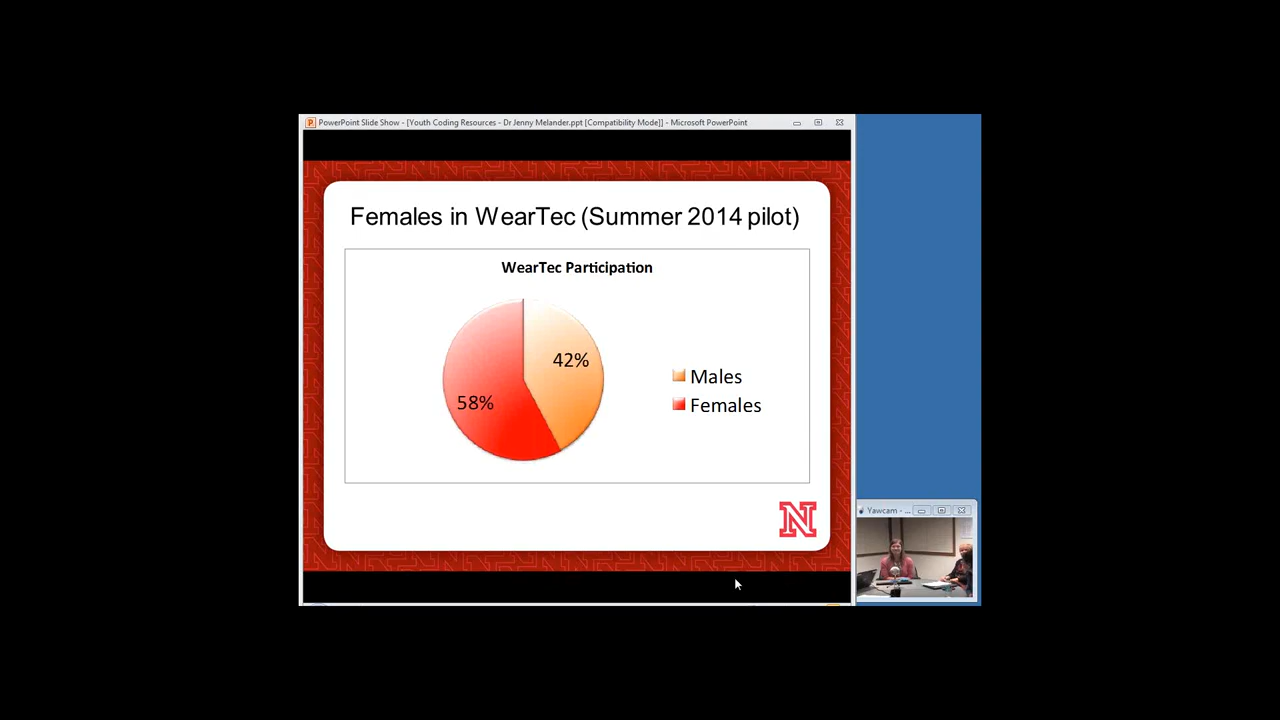 PowerPoint Slide Show - [Youth Coding Resources - Dr Jenny Melander.ppt [Compatibility Mode]] - Microsoft PowerPoint
Females in WearTec (Summer 2014 pilot)
WearTec Participation
42%
58%
Males
Females
N
Yawcam - ...